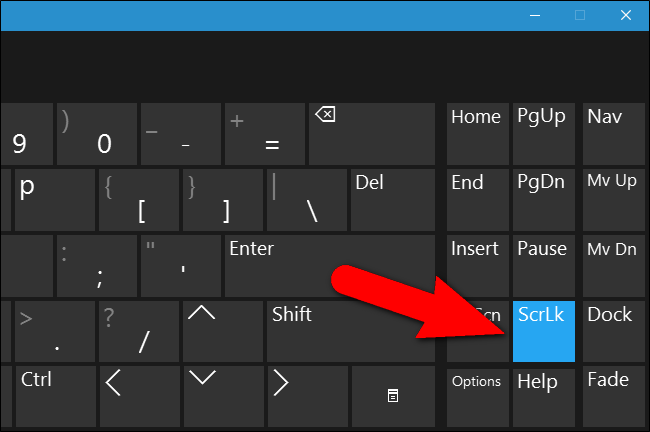 ) _ + Home PgUp Nav
9 0 - =
p { } | Del End PgDn Mv Up
[ ] \
: " Enter Insert Pause Mv Dn
; '
> ? Shift cn ScrLk Dock
. /
Ctrl Options Help Fade